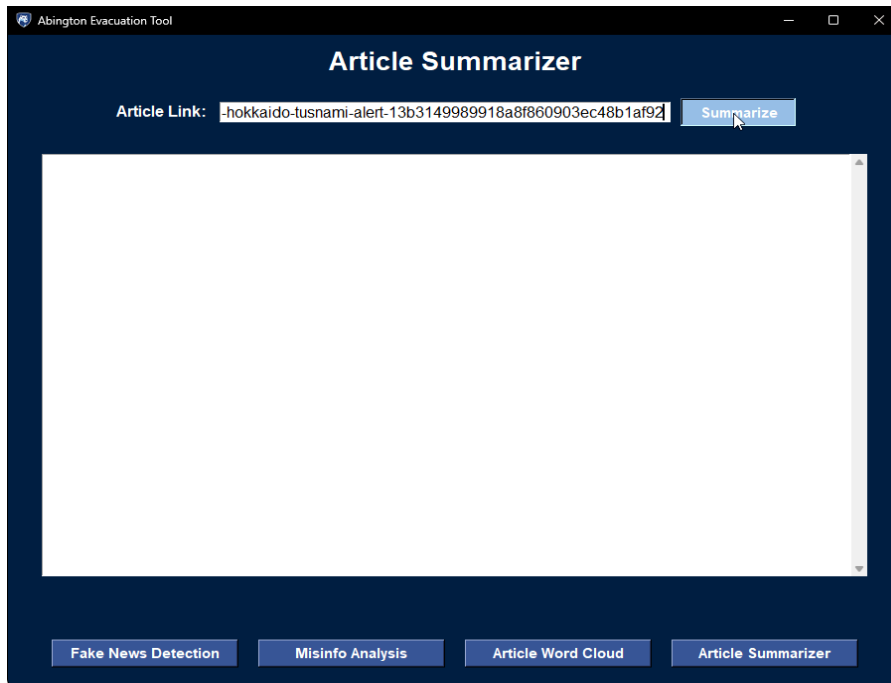 Abington Evacuation Tool
Article Summarizer
Article Link: -hokkaido-tusnami-alert-13b3149989918a8f860903ec48b1af92 Summarize
Fake News Detection Misinfo Analysis Article Word Cloud Article Summarizer